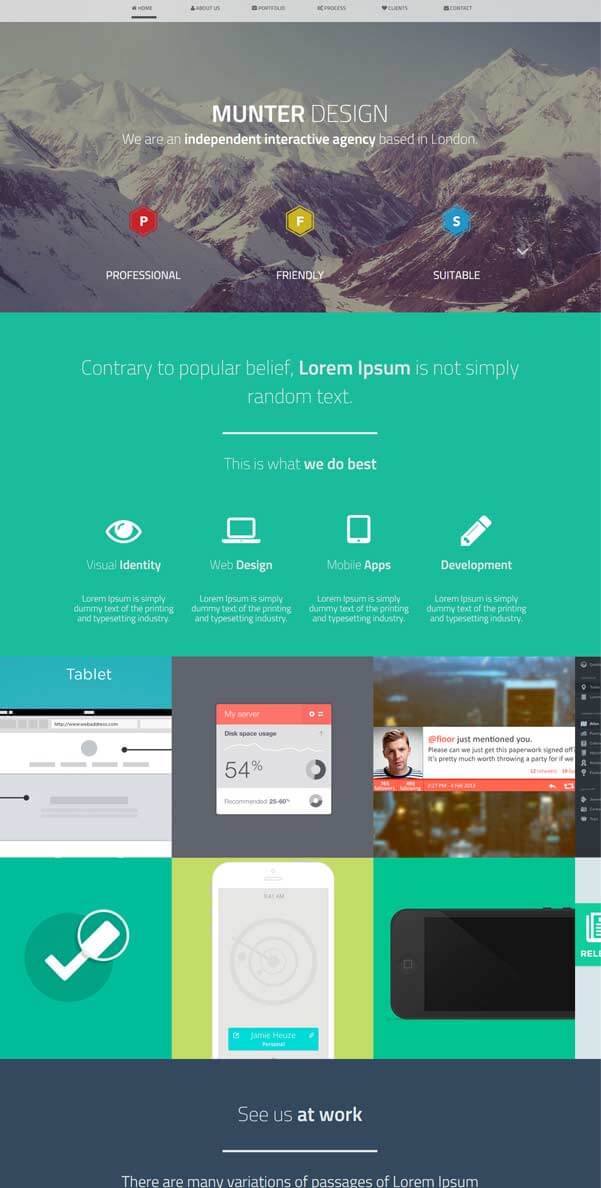 HOME ABOUT US PORTFOLIO PROCESS CLIENTS CONTACT
MUNTER DESIGN
We are an independent interactive agency based in London.
P F S
PROFESSIONAL FRIENDLY SUITABLE
Contrary to popular belief, Lorem Ipsum is not simply
random text.
This is what we do best
Visual Identity Web Design Mobile Apps Development
Lorem Ipsum is simply Lorem Ipsum is simply Lorem Ipsum is simply Lorem Ipsum is simply
dummy text of the printing dummy text of the printing dummy text of the printing dummy text of the printing
and typesetting industry. and typesetting industry. and typesetting industry. and typesetting industry.
Tablet
http://www.webaddress.com
My server
Disk space usage
54%
Recommended 25-60%
@fioor just mentioned you.
Please can we just get this paperwork signed off
It's pretty much worth throwing a party for if we
12 retweets
9:41 AM
Jamie Heuze
Personal
RELE
See us at work
There are many variations of passages of Lorem Ipsum